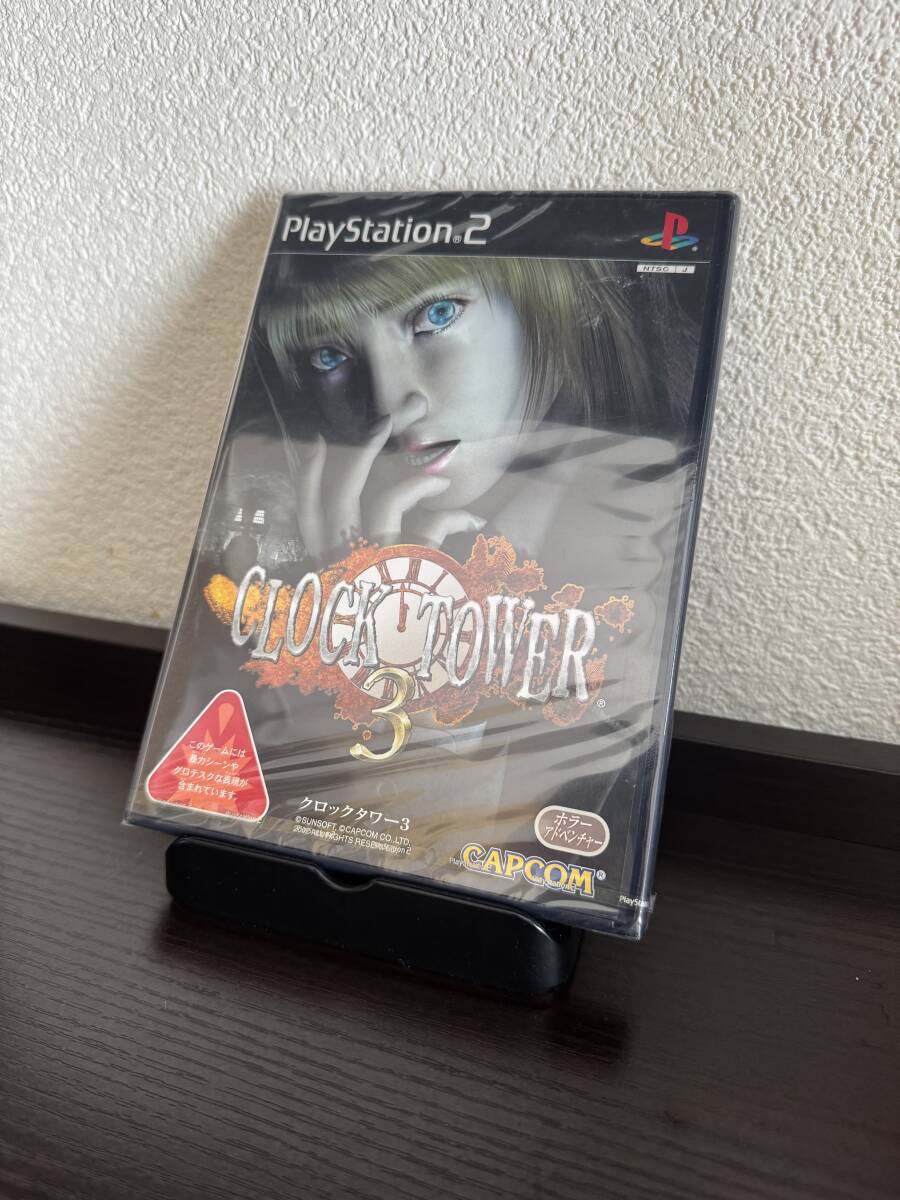 PlayStation®2
NTSC J
CLOCK TOWER®
3
このゲームには
暴力シーンや
グロテスクな表現が
含まれています。
クロックタワー3
©SUNSOFT. ©CAPCOM CO.,LTD.
ホラー
アドベンチャー
CAPCOM®